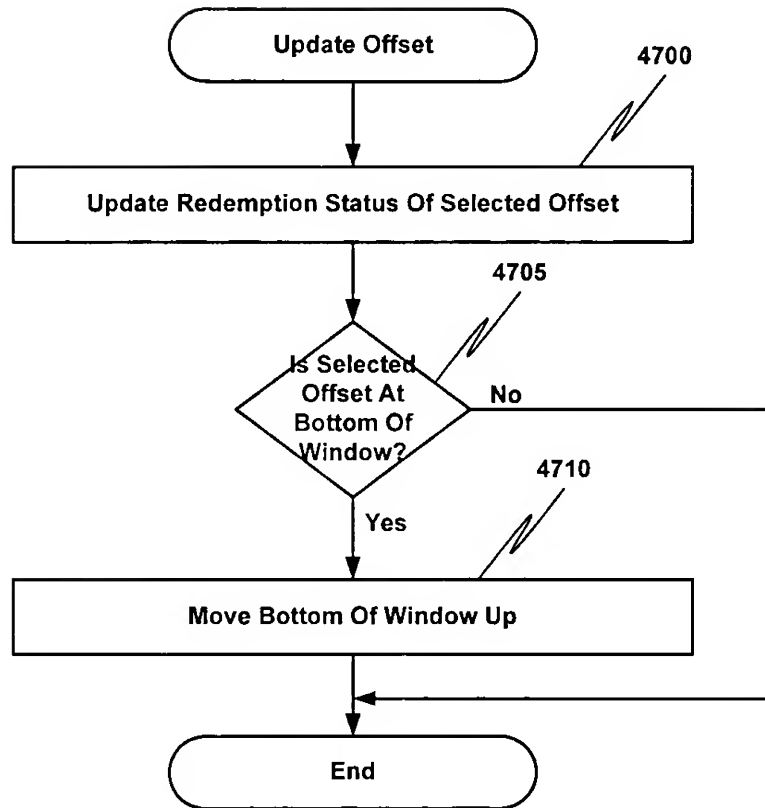 Update Offset
4700
Update Redemption Status Of Selected Offset
4705
Is Selected
Offset At
Bottom Of
Window?
No
4710
Yes
Move Bottom Of Window Up
End